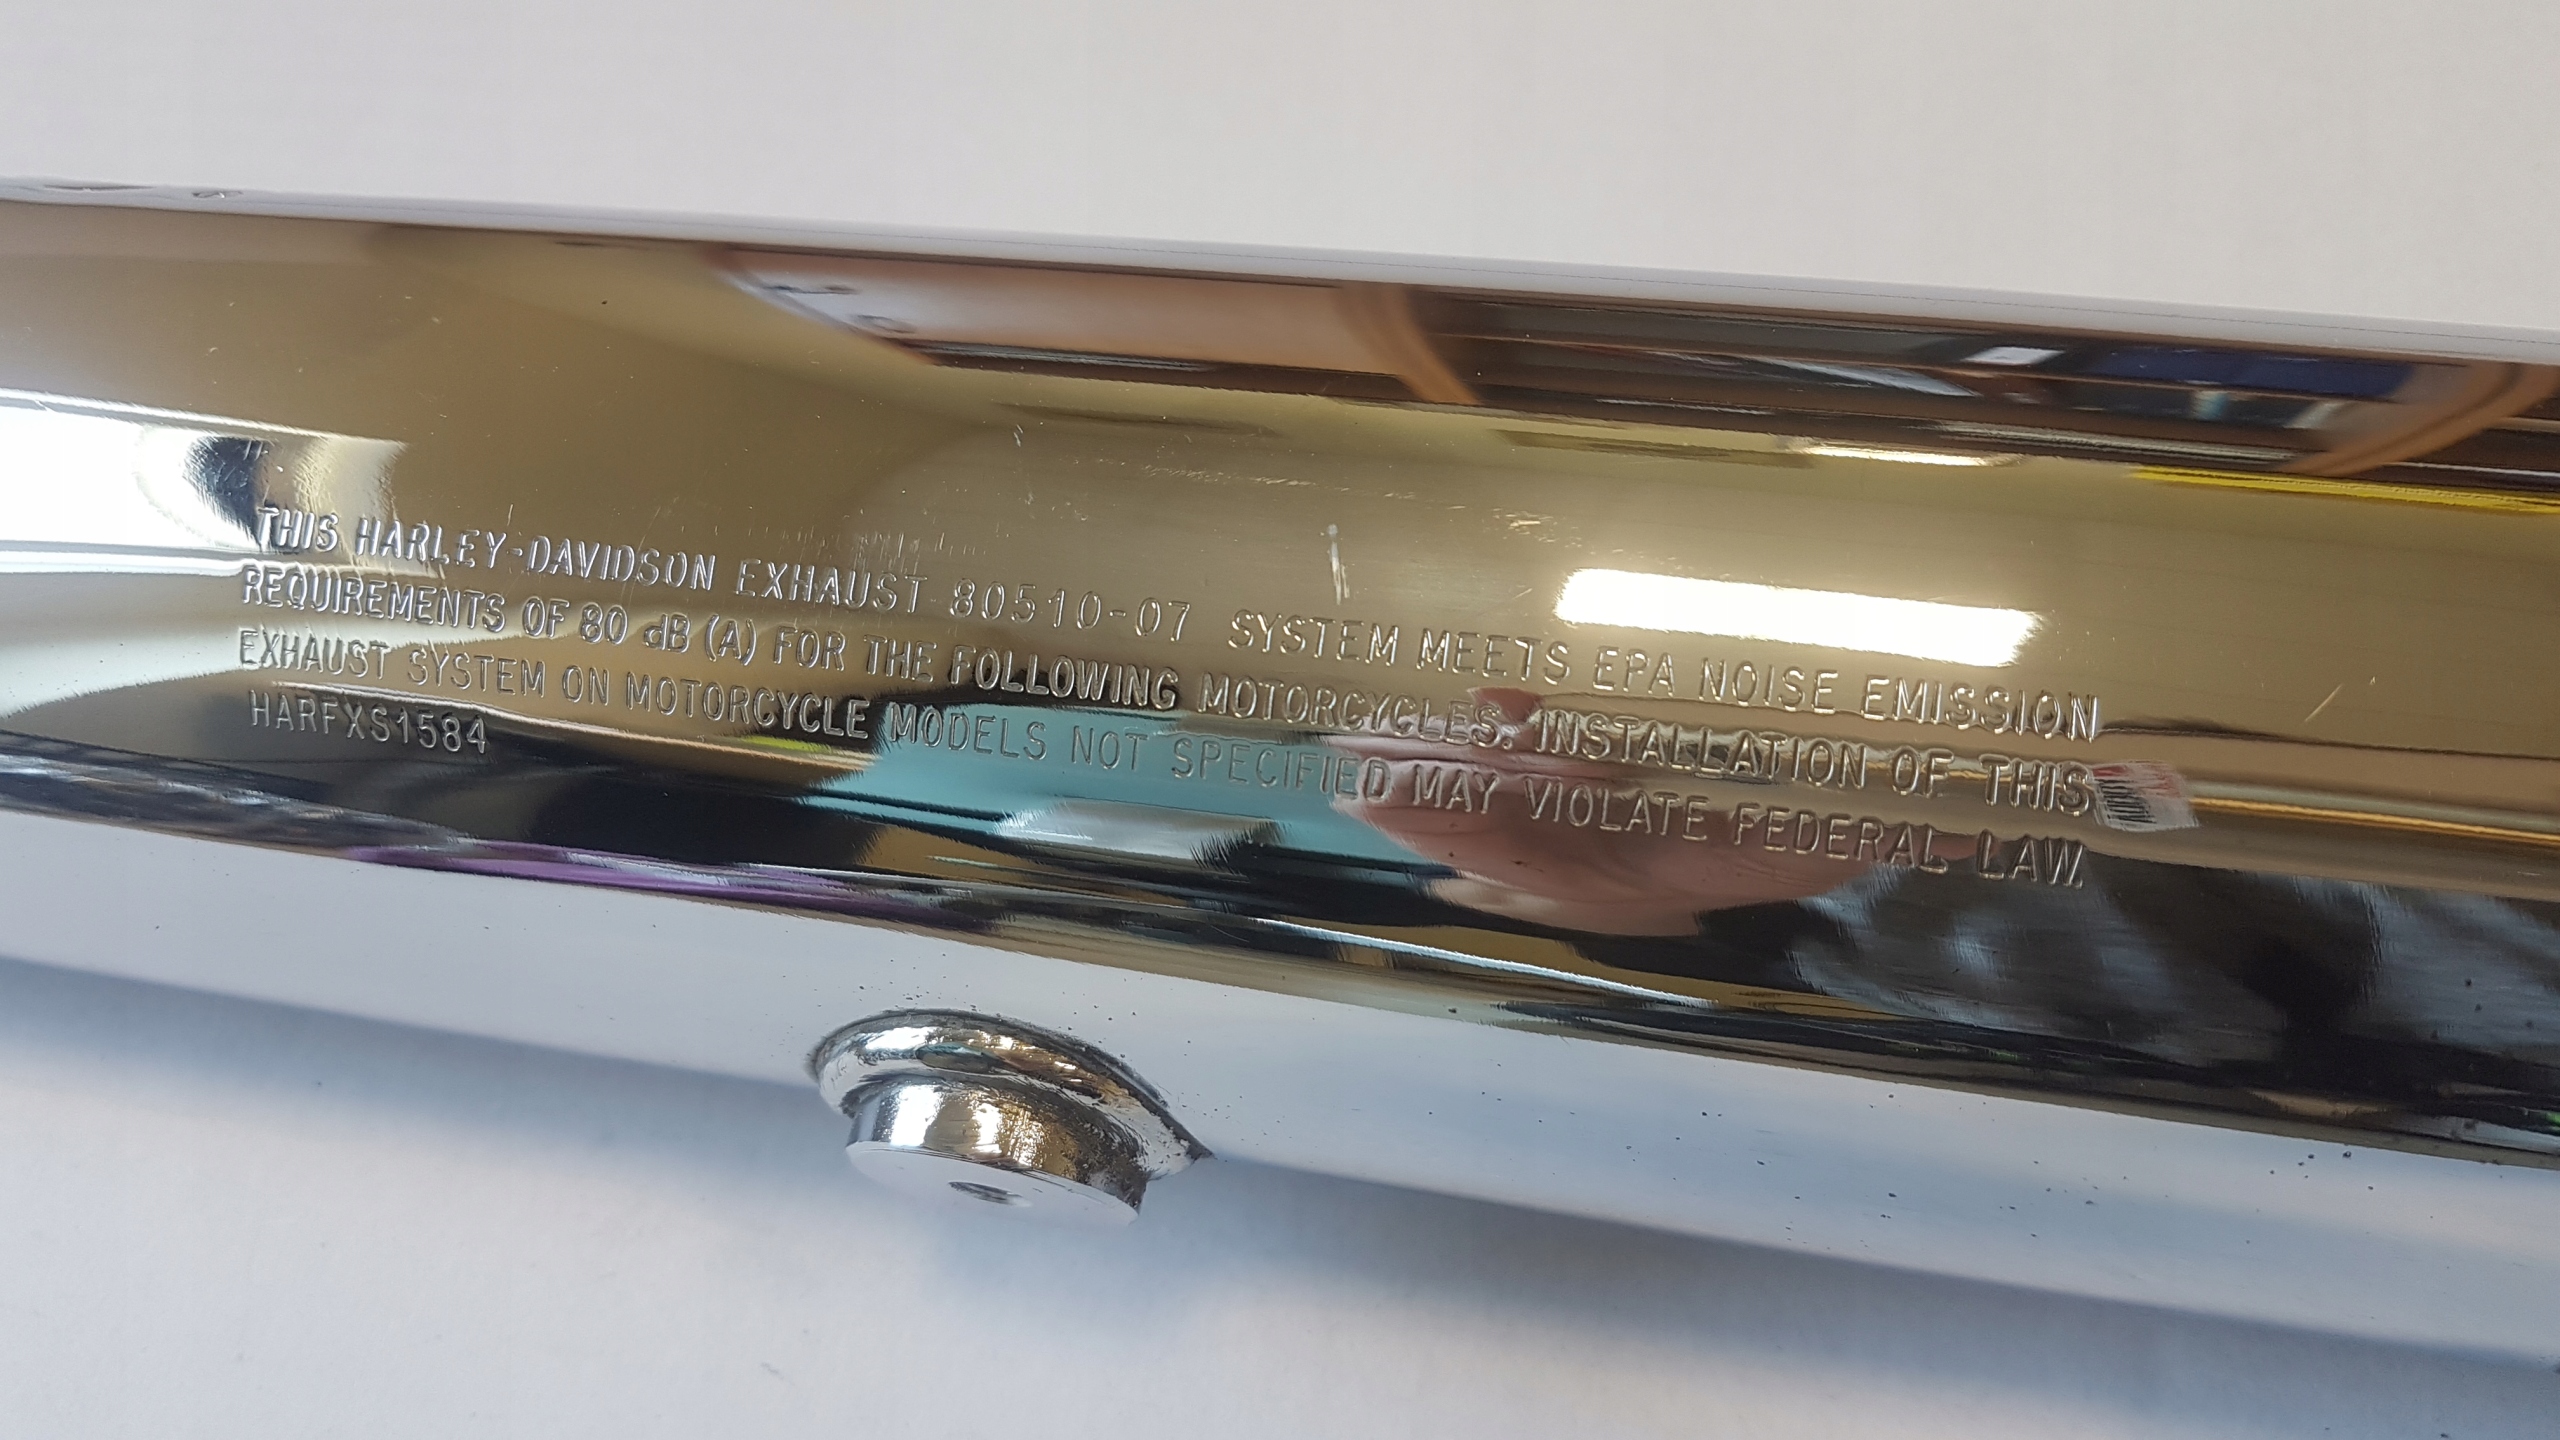 THIS HARLEY-DAVIDSON EXHAUST 80510-07 SYSTEM MEETS EPA NOISE EMISSION
REQUIREMENTS OF 80 dB (A) FOR THE FOLLOWING MOTORCYCLES. INSTALLATION OF THIS
EXHAUST SYSTEM ON MOTORCYCLE MODELS NOT SPECIFIED MAY VIOLATE FEDERAL LAW.
HARFXS1584